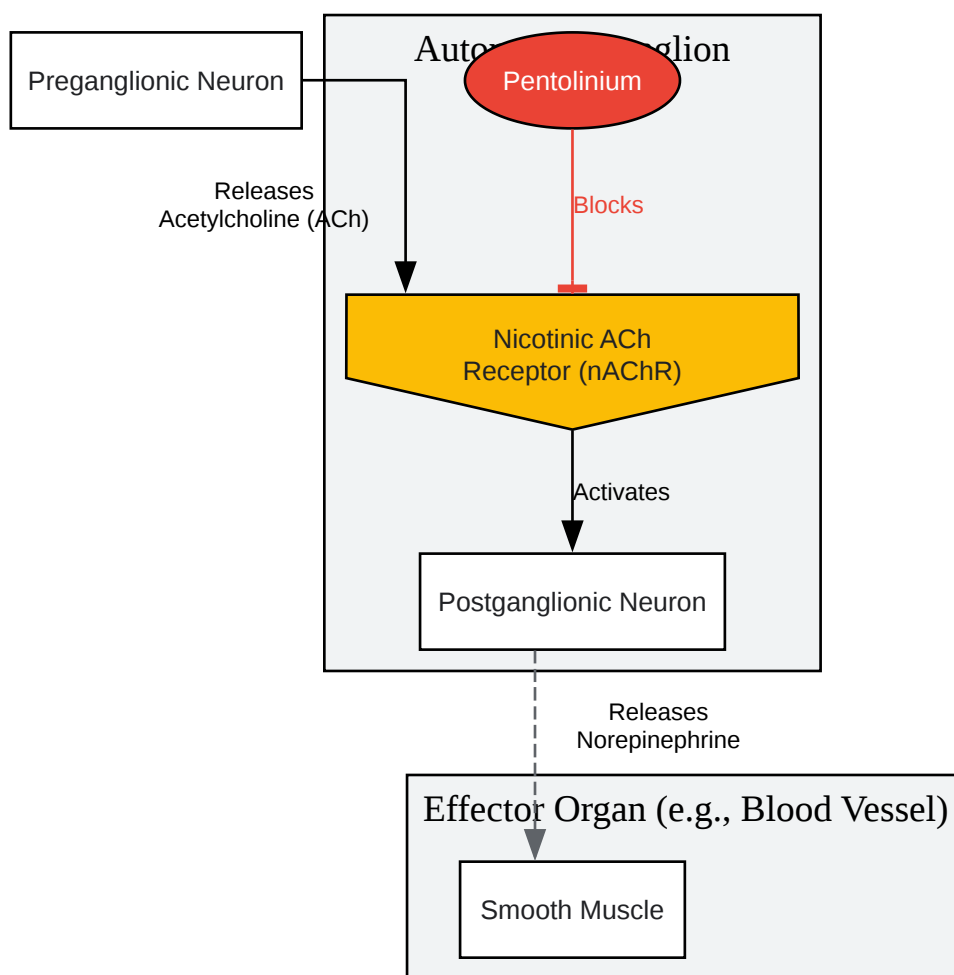 Preganglionic Neuron
Pentolinium
Releases
Acetylcholine (ACh)
Blocks
Nicotinic ACh
Receptor (nAChR)
Activates
Postganglionic Neuron
Releases
Norepinephrine
Effector Organ (e.g., Blood Vessel)
Smooth Muscle